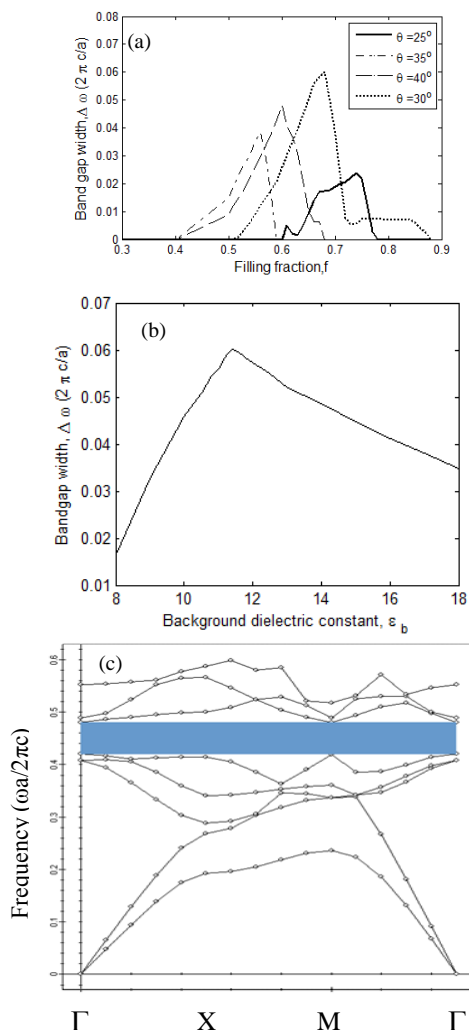 (a)
Band gap width,Δ ω (2 π c/a)
0.08
0.07
0.06
0.05
0.04
0.03
0.02
0.01
0
θ =25°
θ =35°
θ =40°
θ =30°
0.3 0.4 0.5 0.6 0.7 0.8 0.9
Filling fraction,f
(b)
Bandgap width, Δ ω (2 π c/a)
0.07
0.06
0.05
0.04
0.03
0.02
0.01
8 10 12 14 16 18
Background dielectric constant, ε b
(c)
Frequency (ωa/2πc)
0.6
0.5
0.4
0.3
0.2
0.1
0
Γ X M Γ